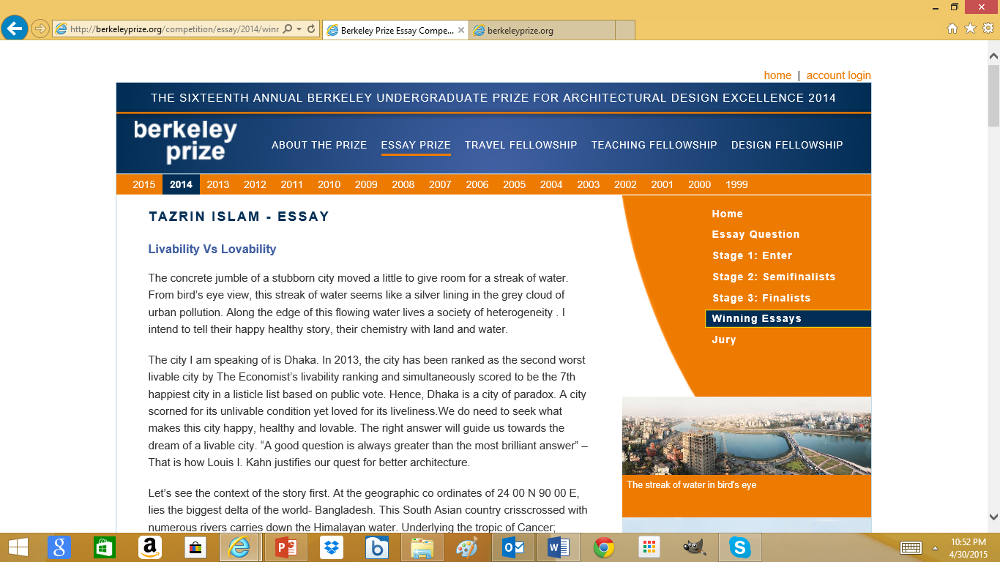 http://berkeleyprize.org/competition/essay/2014/winr
Berkeley Prize Essay Compe...
berkeleyprize.org
home | account login
THE SIXTEENTH ANNUAL BERKELEY UNDERGRADUATE PRIZE FOR ARCHITECTURAL DESIGN EXCELLENCE 2014
berkeley
prize
ABOUT THE PRIZE ESSAY PRIZE TRAVEL FELLOWSHIP TEACHING FELLOWSHIP DESIGN FELLOWSHIP
2015 2014 2013 2012 2011 2010 2009 2008 2007 2006 2005 2004 2003 2002 2001 2000 1999
TAZRIN ISLAM - ESSAY
Livability Vs Lovability
The concrete jumble of a stubborn city moved a little to give room for a streak of water.
From bird's eye view, this streak of water seems like a silver lining in the grey cloud of
urban pollution. Along the edge of this flowing water lives a society of heterogeneity . I
intend to tell their happy healthy story, their chemistry with land and water.
The city I am speaking of is Dhaka. In 2013, the city has been ranked as the second worst
livable city by The Economist's livability ranking and simultaneously scored to be the 7th
happiest city in a listicle list based on public vote. Hence, Dhaka is a city of paradox. A city
scorned for its unlivable condition yet loved for its liveliness.We do need to seek what
makes this city happy, healthy and lovable. The right answer will guide us towards the
dream of a livable city. “A good question is always greater than the most brilliant answer” –
That is how Louis I. Kahn justifies our quest for better architecture.
Let's see the context of the story first. At the geographic co ordinates of 24 00 N 90 00 E,
lies the biggest delta of the world- Bangladesh. This South Asian country crisscrossed with
numerous rivers carries down the Himalayan water. Underlying the tropic of Cancer;
Home
Essay Question
Stage 1: Enter
Stage 2: Semifinalists
Stage 3: Finalists
Winning Essays
Jury
The streak of water in bird's eye
10:52 PM
4/30/2015